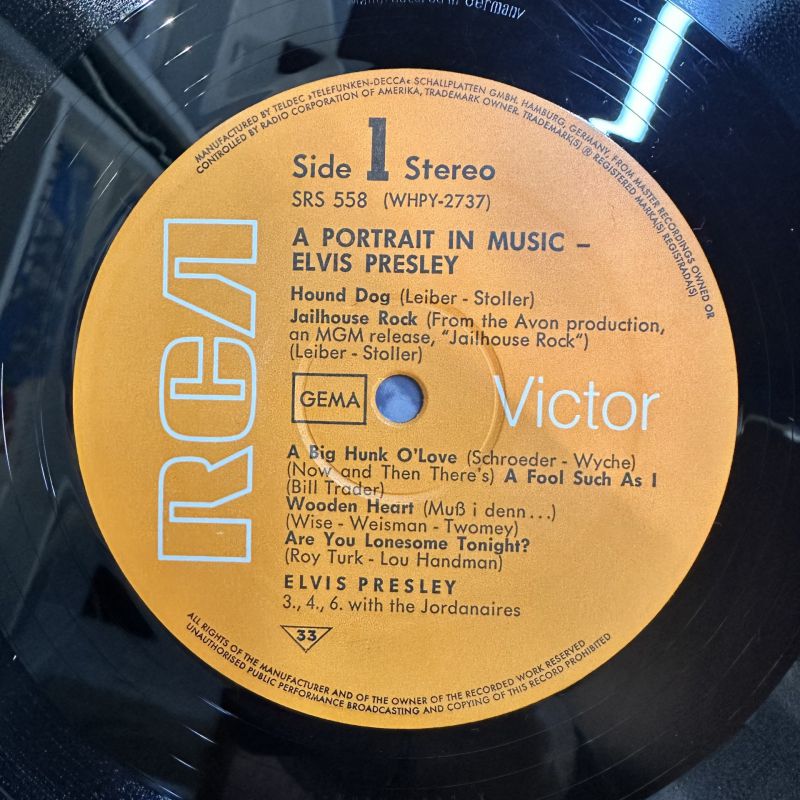 in Germany
MANUFACTURED BY TELDEC »TELEFUNKEN-DECCA« SCHALLPLATTEN GMBH, HAMBURG, GERMANY, FROM MASTER RECORDINGS OWNED OR
CONTROLLED BY RADIO CORPORATION OF AMERIKA, TRADEMARK OWNER. TRADEMARK(S) ® REGISTERED MARKA(S) REGISTRADA(S)
Side 1 Stereo
SRS 558 (WHPY-2737)
A PORTRAIT IN MUSIC –
ELVIS PRESLEY
Hound Dog (Leiber - Stoller)
Jailhouse Rock (From the Avon production,
an MGM release, "Jailhouse Rock")
(Leiber - Stoller)
RCA
GEMA
Victor
A Big Hunk O'Love (Schroeder - Wyche)
(Now and Then There's) A Fool Such As I
(Bill Trader)
Wooden Heart (Muß i denn...)
(Wise - Weisman - Twomey)
Are You Lonesome Tonight?
(Roy Turk - Lou Handman)
ELVIS PRESLEY
3., 4., 6. with the Jordanaires
33
ALL RIGHTS OF THE MANUFACTURER AND OF THE OWNER OF THE RECORDED WORK RESERVED
UNAUTHORISED PUBLIC PERFORMANCE BROADCASTING AND COPYING OF THIS RECORD PROHIBITED